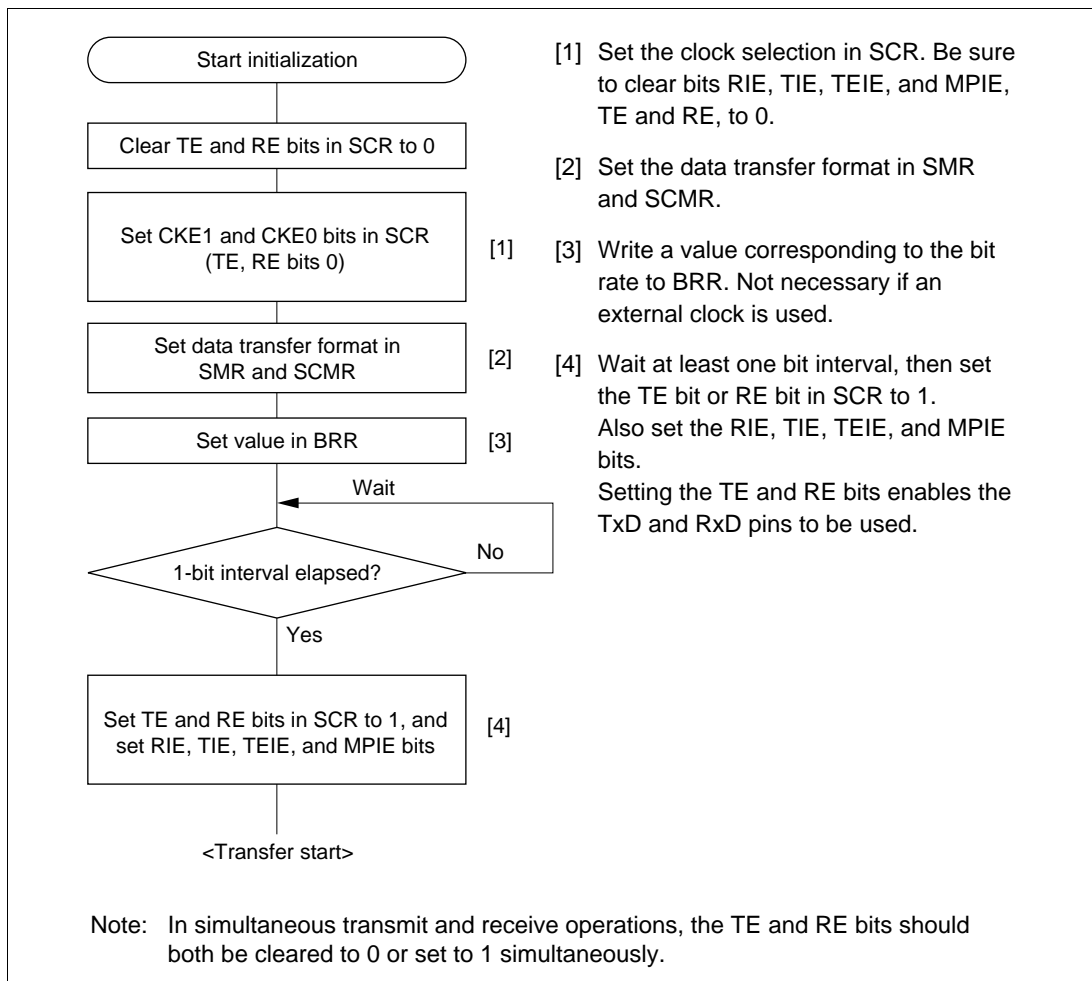 Start initialization
Clear TE and RE bits in SCR to 0
Set CKE1 and CKE0 bits in SCR
(TE, RE bits 0)
[1]
Set data transfer format in
SMR and SCMR
[2]
Set value in BRR
[3]
Wait
No
1-bit interval elapsed?
Yes
Set TE and RE bits in SCR to 1, and
set RIE, TIE, TEIE, and MPIE bits
[4]
<Transfer start>
[1] Set the clock selection in SCR. Be sure
to clear bits RIE, TIE, TEIE, and MPIE,
TE and RE, to 0.
[2] Set the data transfer format in SMR
and SCMR.
[3] Write a value corresponding to the bit
rate to BRR. Not necessary if an
external clock is used.
[4] Wait at least one bit interval, then set
the TE bit or RE bit in SCR to 1.
Also set the RIE, TIE, TEIE, and MPIE
bits.
Setting the TE and RE bits enables the
TxD and RxD pins to be used.
Note: In simultaneous transmit and receive operations, the TE and RE bits should
both be cleared to 0 or set to 1 simultaneously.